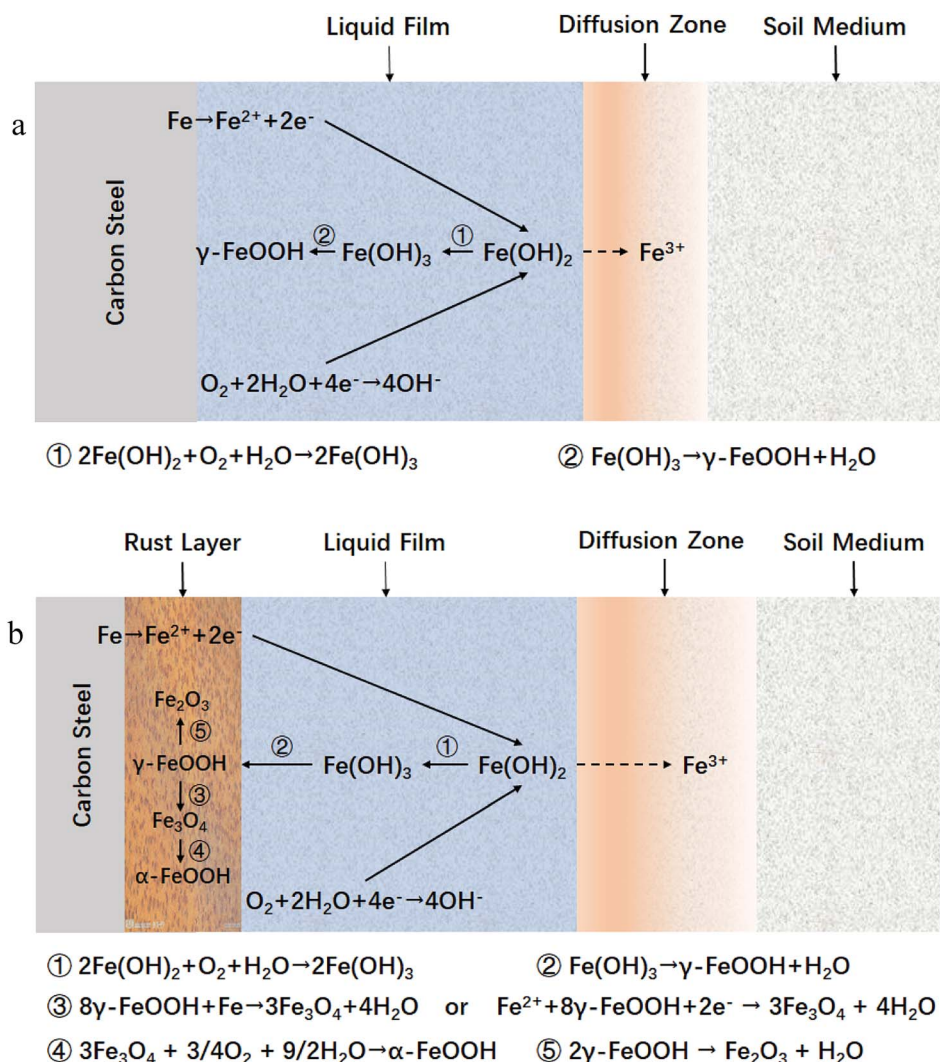 Liquid Film Diffusion Zone Soil Medium
a
Carbon Steel
Fe→Fe²⁺+2e⁻
γ-FeOOH ② Fe(OH)₃ ① Fe(OH)₂ Fe³⁺
O₂+2H₂O+4e⁻→4OH⁻
① 2Fe(OH)₂+O₂+H₂O→2Fe(OH)₃ ② Fe(OH)₃→γ-FeOOH+H₂O
Rust Layer Liquid Film Diffusion Zone Soil Medium
b
Carbon Steel
Fe→Fe²⁺+2e⁻
Fe₂O₃
⑤
γ-FeOOH ② Fe(OH)₃ ① Fe(OH)₂ Fe³⁺
③
Fe₃O₄
④
α-FeOOH
O₂+2H₂O+4e⁻→4OH⁻
① 2Fe(OH)₂+O₂+H₂O→2Fe(OH)₃ ② Fe(OH)₃→γ-FeOOH+H₂O
③ 8γ-FeOOH+Fe→3Fe₃O₄+4H₂O or Fe²⁺+8γ-FeOOH+2e⁻ → 3Fe₃O₄ + 4H₂O
④ 3Fe₃O₄ + 3/4O₂ + 9/2H₂O→α-FeOOH ⑤ 2γ-FeOOH → Fe₂O₃ + H₂O